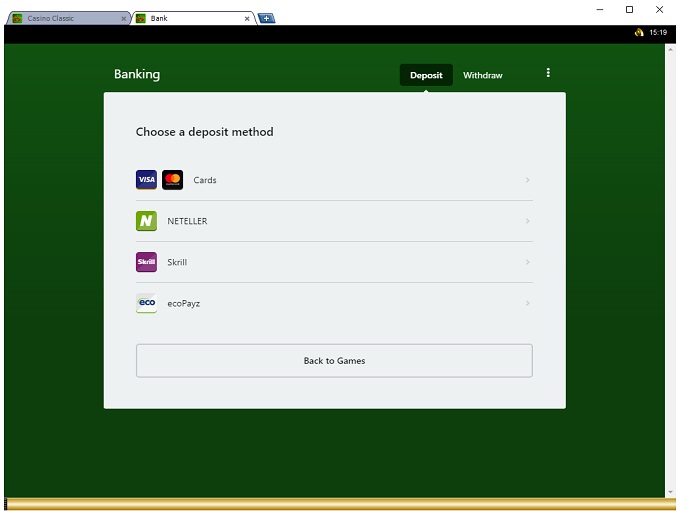 Casino Classic
Bank
15:19
Banking
Deposit
Withdraw
Choose a deposit method
VISA
Cards
N
NETELLER
Skrill
Skrill
eco
ecoPayz
Back to Games